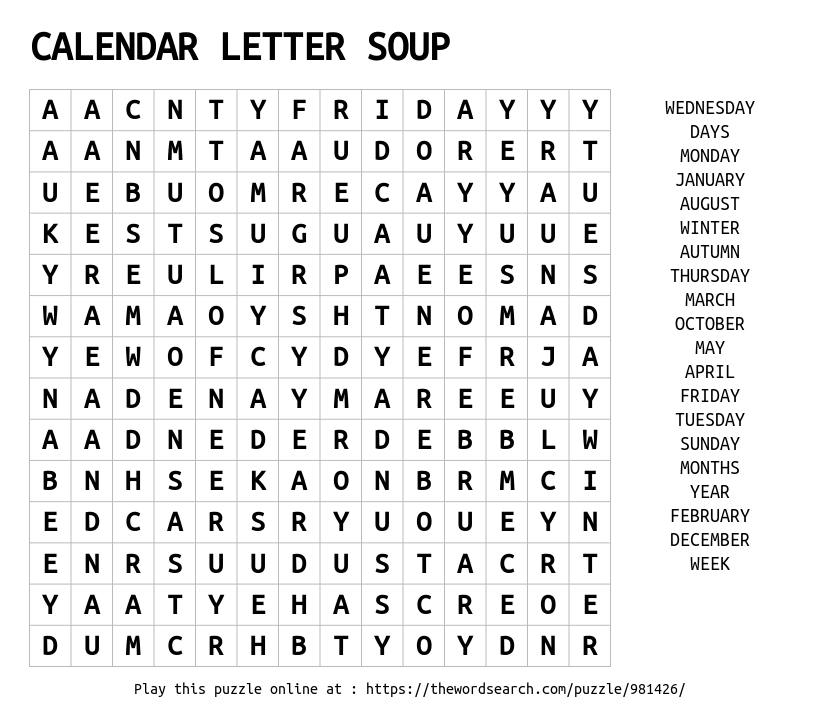 CALENDAR LETTER SOUP
A A C N T Y F R I D A Y Y Y
A A N M T A A U D O R E R T
U E B U O M R E C A Y Y A U
K E S T S U G U A U Y U U E
Y R E U L I R P A E E S N S
W A M A O Y S H T N O M A D
Y E W O F C Y D Y E F R J A
N A D E N A Y M A R E E U Y
A A D N E D E R D E B B L W
B N H S E K A O N B R M C I
E D C A R S R Y U O U E Y N
E N R S U U D U S T A C R T
Y A A T Y E H A S C R E O E
D U M C R H B T Y O Y D N R
WEDNESDAY
DAYS
MONDAY
JANUARY
AUGUST
WINTER
AUTUMN
THURSDAY
MARCH
OCTOBER
MAY
APRIL
FRIDAY
TUESDAY
SUNDAY
MONTHS
YEAR
FEBRUARY
DECEMBER
WEEK
Play this puzzle online at : https://thewordsearch.com/puzzle/981426/